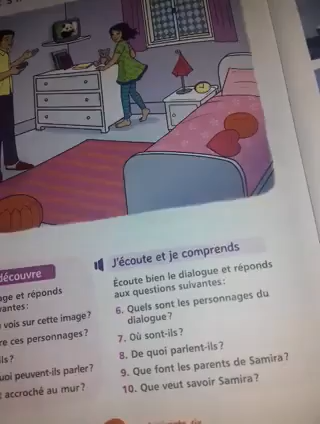 découvre
age et réponds
vantes:
vois sur cette image?
re ces personnages?
ils?
uoi peuvent-ils parler?
accroché au mur?
J'écoute et je comprends
Écoute bien le dialogue et réponds
aux questions suivantes:
6. Quels sont les personnages du
dialogue?
7. Où sont-ils?
8. De quoi parlent-ils?
9. Que font les parents de Samira?
10. Que veut savoir Samira?